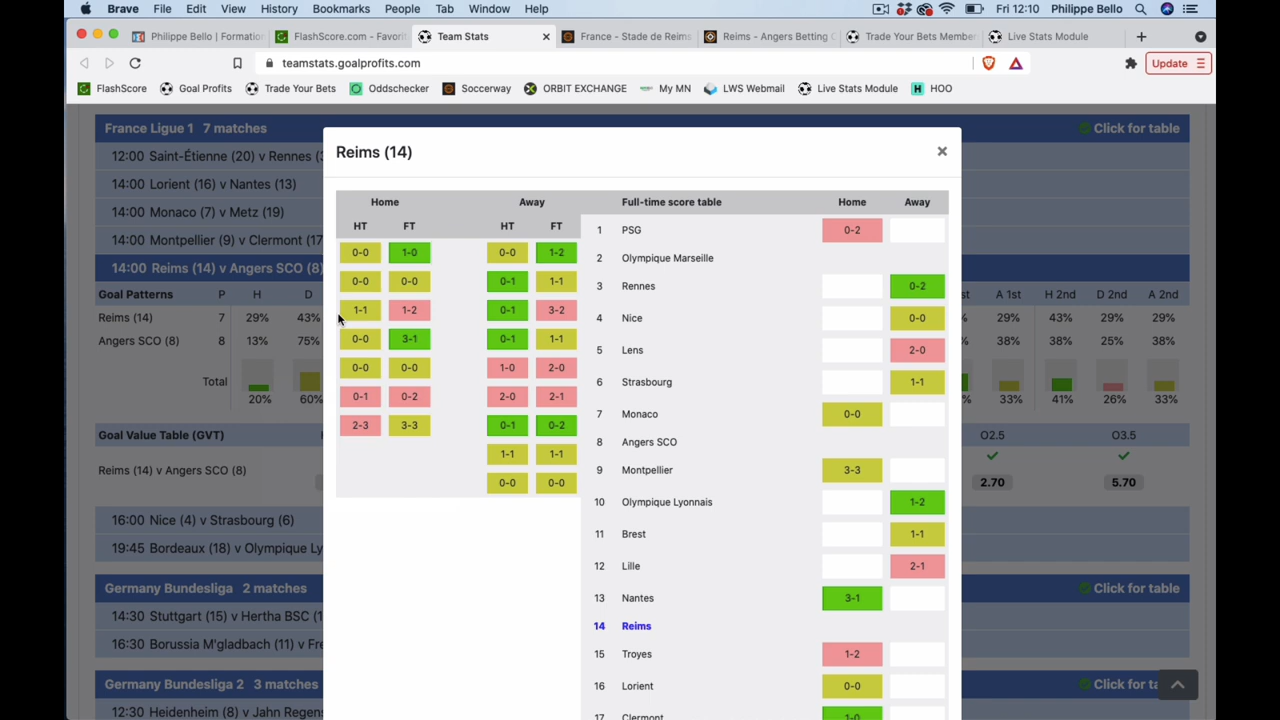 Brave File Edit View History Bookmarks People Tab Window Help Fri 12:10 Philippe Bello
Philippe Bello | Formation FlashScore.com - Favorit Team Stats France - Stade de Reims Reims - Angers Betting Trade Your Bets Member Live Stats Module
teamstats.goalprofits.com Update
FlashScore Goal Profits Trade Your Bets Oddschecker Soccerway ORBIT EXCHANGE My MN LWS Webmail Live Stats Module HOO
France Ligue 1 7 matches Click for table
12:00 Saint-Étienne (20) v Rennes
14:00 Lorient (16) v Nantes (13)
14:00 Monaco (7) v Metz (19)
14:00 Montpellier (9) v Clermont (17
14:00 Reims (14) v Angers SCO (8)
Goal Patterns P H D st A 1st H 2nd D 2nd A 2nd
Reims (14) 7 29% 43% % 29% 43% 29% 29%
Angers SCO (8) 8 13% 75% % 38% 38% 25% 38%
Total 20% 60% 33% 41% 26% 33%
Goal Value Table (GVT) O2.5 O3.5
Reims (14) v Angers SCO (8) 2.70 5.70
16:00 Nice (4) v Strasbourg (6)
19:45 Bordeaux (18) v Olympique Ly
Germany Bundesliga 2 matches Click for table
14:30 Stuttgart (15) v Hertha BSC (1
16:30 Borussia M'gladbach (11) v Fre
Germany Bundesliga 2 3 matches Click for ta
12:30 Heidenheim (8) v Jahn Regens
Reims (14) ×
Home Away
HT FT HT FT
0-0 1-0 0-0 1-2
0-0 0-0 0-1 1-1
1-1 1-2 0-1 3-2
0-0 3-1 0-1 1-1
0-0 0-0 1-0 2-0
0-1 0-2 2-0 2-1
2-3 3-3 0-1 0-2
1-1 1-1
0-0 0-0
Full-time score table Home Away
1 PSG 0-2
2 Olympique Marseille
3 Rennes 0-2
4 Nice 0-0
5 Lens 2-0
6 Strasbourg 1-1
7 Monaco 0-0
8 Angers SCO
9 Montpellier 3-3
10 Olympique Lyonnais 1-2
11 Brest 1-1
12 Lille 2-1
13 Nantes 3-1
14 Reims
15 Troyes 1-2
16 Lorient 0-0
17 Clermont 1-0